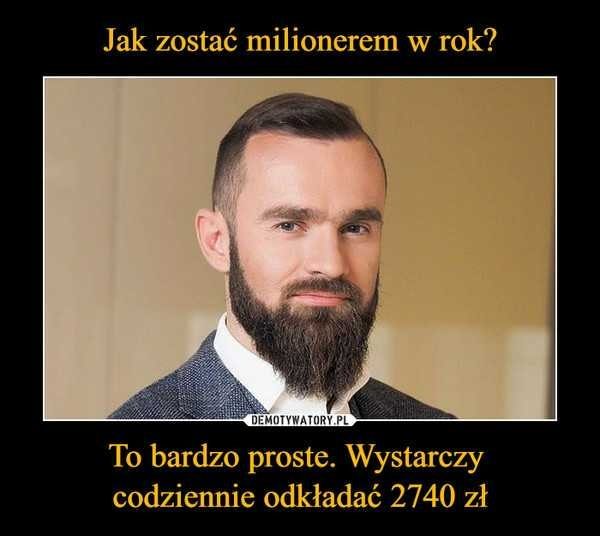 Jak zostać milionerem w rok?
DEMOTYWATORY.PL
To bardzo proste. Wystarczy
codziennie odkładać 2740 zł